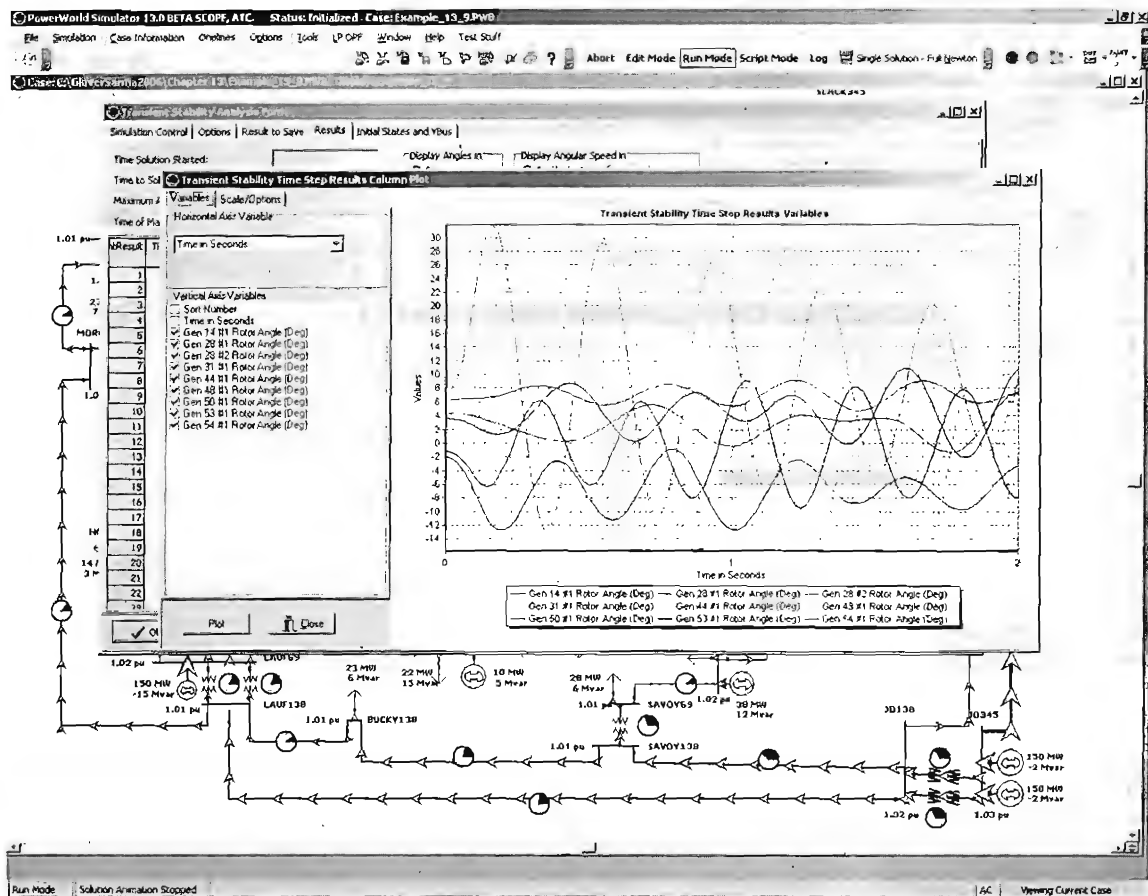 PowerWorld Simulator 13.0 BETA SCOPF, ATC. Status: Initialized - Case: Example_13_9.PWB
File Simulation Case Information Onelines Options Tools LP OPF Window Help Test Stuff
Abort Edit Mode Run Mode Script Mode Log Single Solution - Full Newton
SLACK345
Transient Stability Analysis Form
Simulation Control Options Result to Save Results Initial States and YBus
Time Solution Started:
Display Angles in
Display Angular Speed in
Time to Sol
Transient Stability Time Step Results Column Plot
Maximum A
Time of Ma
Variables Scale/Options
Horizontal Axis Variable
Time in Seconds
Vertical Axis Variables
Sort Number
Time in Seconds
Gen 14 #1 Rotor Angle (Deg)
Gen 28 #1 Rotor Angle (Deg)
Gen 28 #2 Rotor Angle (Deg)
Gen 31 #1 Rotor Angle (Deg)
Gen 44 #1 Rotor Angle (Deg)
Gen 48 #1 Rotor Angle (Deg)
Gen 50 #1 Rotor Angle (Deg)
Gen 53 #1 Rotor Angle (Deg)
Gen 54 #1 Rotor Angle (Deg)
Plot Close
1.01 pu
1
2
3
4
5
6
7
8
9
10
11
12
13
14
15
16
17
18
19
20
21
22
Transient Stability Time Step Results Variables
Values
30
28
26
24
22
20
18
16
14
12
10
8
6
4
2
0
-2
-4
-6
-8
-10
-12
-14
0 1 2
Time in Seconds
Gen 14 #1 Rotor Angle (Deg) Gen 28 #1 Rotor Angle (Deg) Gen 28 #2 Rotor Angle (Deg)
Gen 31 #1 Rotor Angle (Deg) Gen 44 #1 Rotor Angle (Deg) Gen 48 #1 Rotor Angle (Deg)
Gen 50 #1 Rotor Angle (Deg) Gen 53 #1 Rotor Angle (Deg) Gen 54 #1 Rotor Angle (Deg)
1.02 pu
LAUF69
150 MW
-15 Mvar
1.01 pu
LAUF138
23 MW
6 Mvar
1.01 pu
BUCKY138
22 MW
15 Mvar
10 MW
5 Mvar
28 MW
6 Mvar
1.01 pu
SAVOY69
1.02 pu
38 MW
12 Mvar
1.01 pu
SAVOY138
JO138
JO345
150 MW
-2 Mvar
150 MW
-2 Mvar
1.02 pu
1.03 pu
Run Mode Solution Animation Stopped AC Viewing Current Case